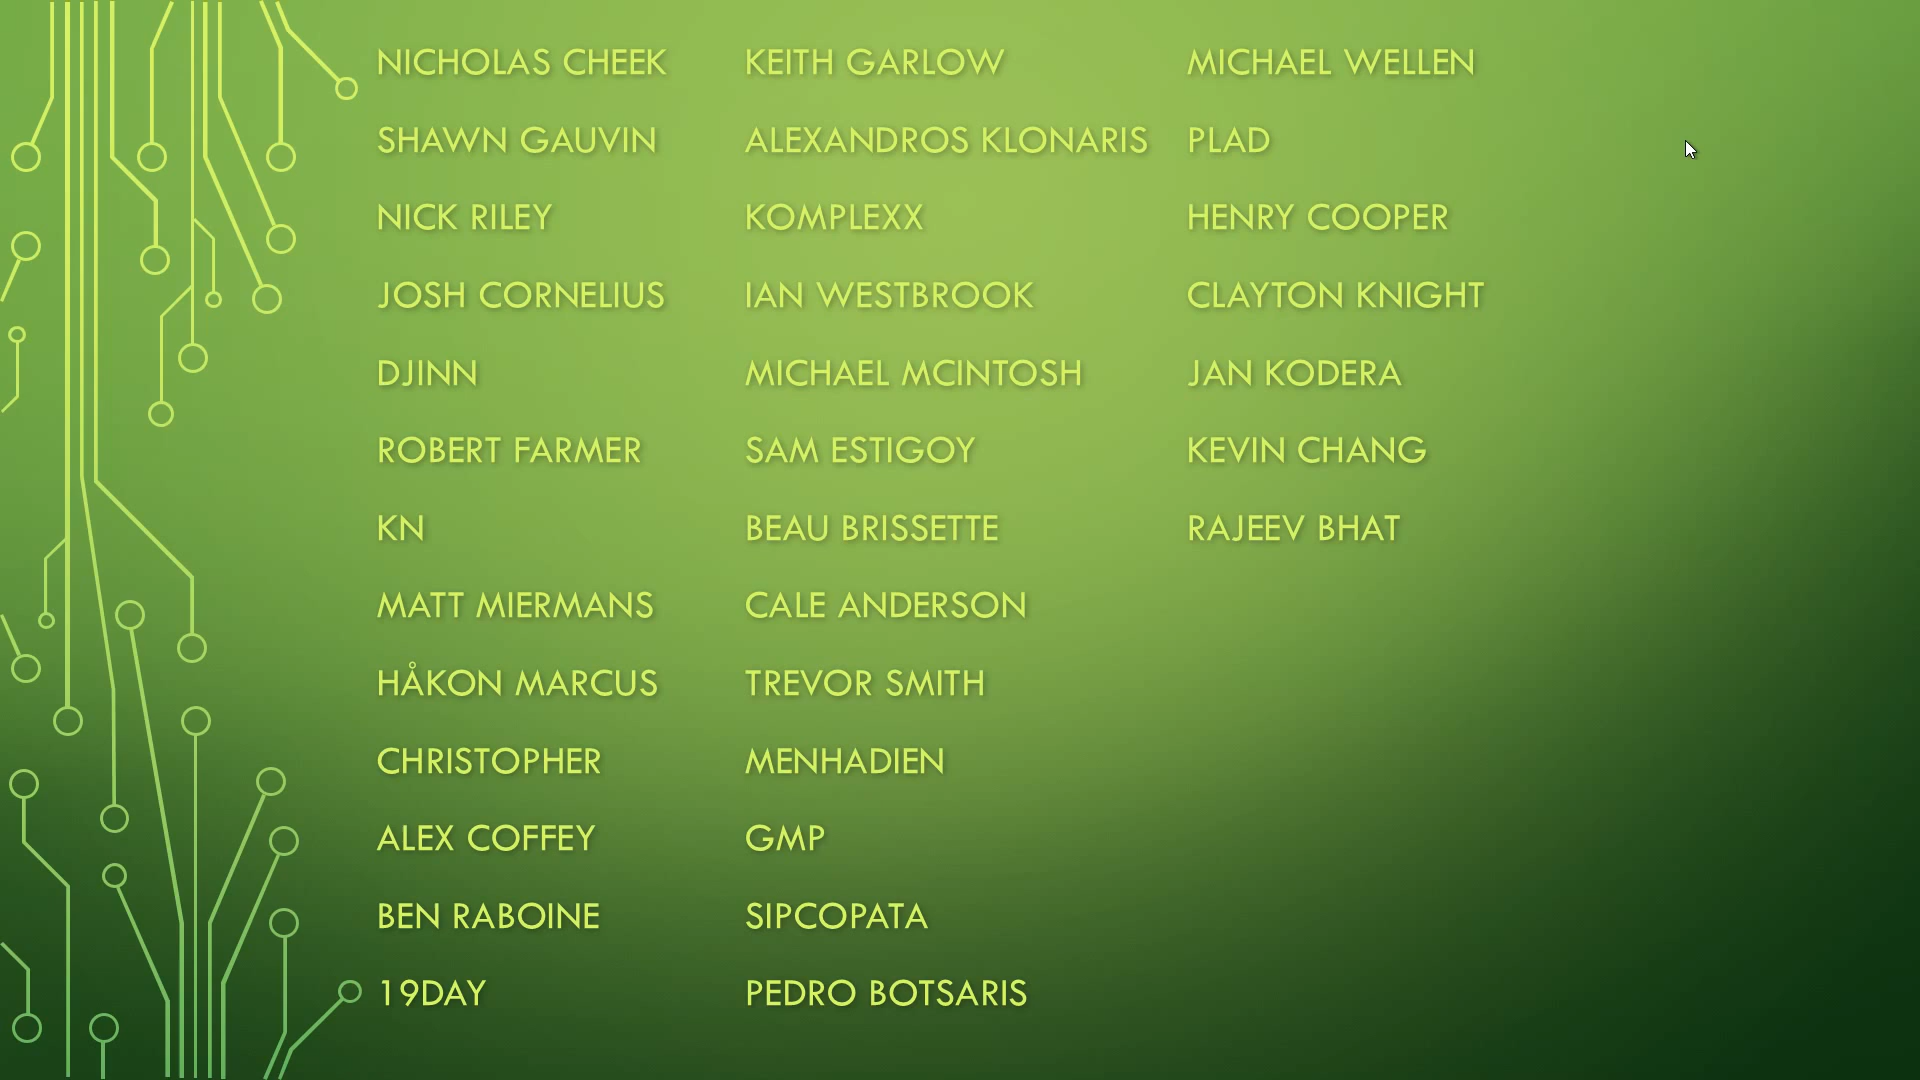 NICHOLAS CHEEK
SHAWN GAUVIN
NICK RILEY
JOSH CORNELIUS
DJINN
ROBERT FARMER
KN
MATT MIERMANS
HÅKON MARCUS
CHRISTOPHER
ALEX COFFEY
BEN RABOINE
19DAY
KEITH GARLOW
ALEXANDROS KLONARIS
KOMPLEXX
IAN WESTBROOK
MICHAEL MCINTOSH
SAM ESTIGOY
BEAU BRISSETTE
CALE ANDERSON
TREVOR SMITH
MENHADIEN
GMP
SIPCOPATA
PEDRO BOTSARIS
MICHAEL WELLEN
PLAD
HENRY COOPER
CLAYTON KNIGHT
JAN KODERA
KEVIN CHANG
RAJEEV BHAT